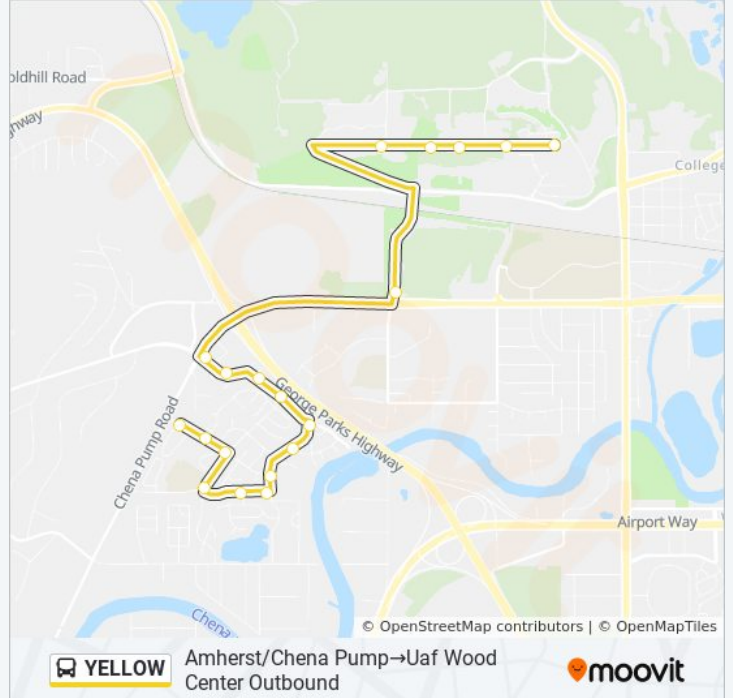 oldhill Road
hway
College
George Parks Highway
Chena Pump Road
Airport Way
Chena
© OpenStreetMap contributors | © OpenMapTiles
YELLOW
Amherst/Chena Pump→Uaf Wood
Center Outbound
moovit